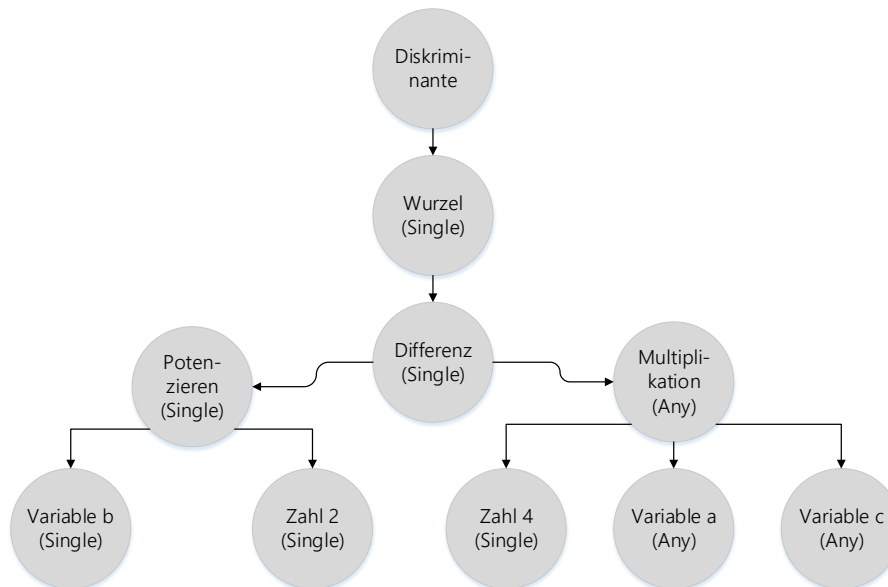 Diskrimi-
nante
Wurzel
(Single)
Differenz
(Single)
Poten-
zieren
(Single)
Multipli-
kation
(Any)
Variable b
(Single)
Zahl 2
(Single)
Zahl 4
(Single)
Variable a
(Any)
Variable c
(Any)